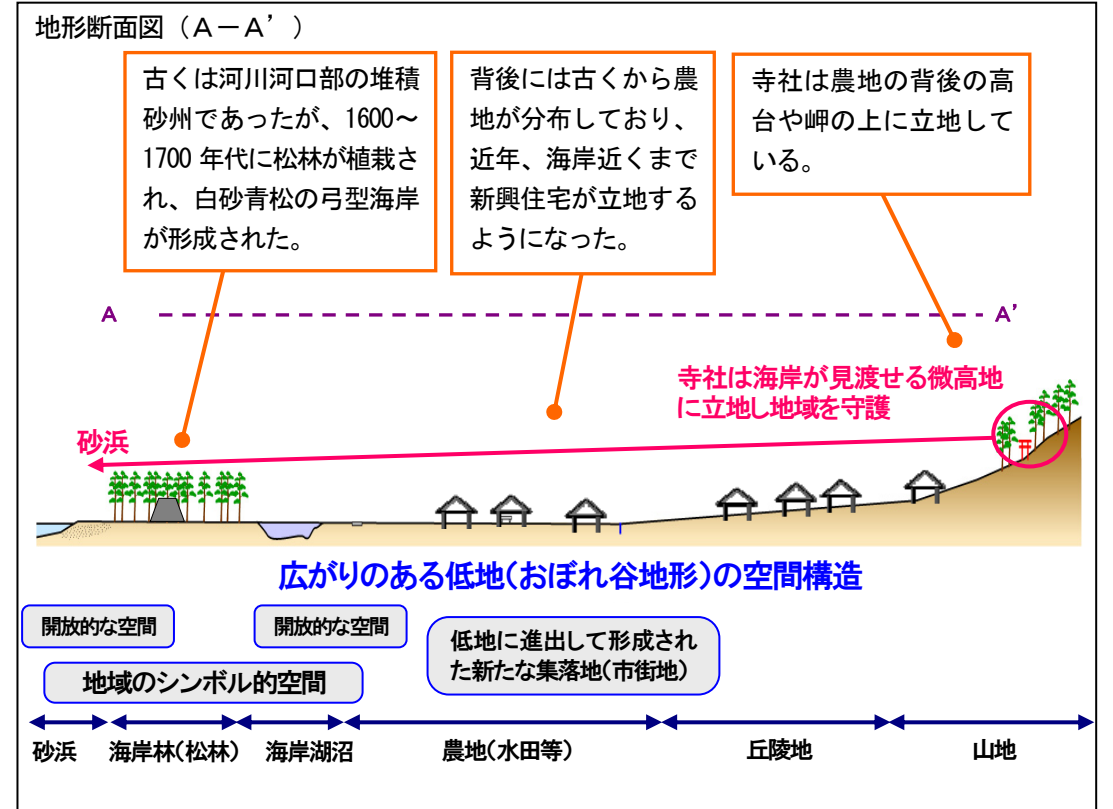 地形断面図(A-A’)
古くは河川河口部の堆積
砂州であったが、1600~
1700 年代に松林が植栽さ
れ、白砂青松の弓型海岸
が形成された。
背後には古くから農
地が分布しており、
近年、海岸近くまで
新興住宅が立地する
ようになった。
寺社は農地の背後の高
台や岬の上に立地して
いる。
A
A’
寺社は海岸が見渡せる微高地
に立地し地域を守護
砂浜
広がりのある低地(おぼれ谷地形)の空間構造
開放的な空間
開放的な空間
低地に進出して形成され
た新たな集落地(市街地)
地域のシンボル的空間
砂浜
海岸林(松林)
海岸湖沼
農地(水田等)
丘陵地
山地